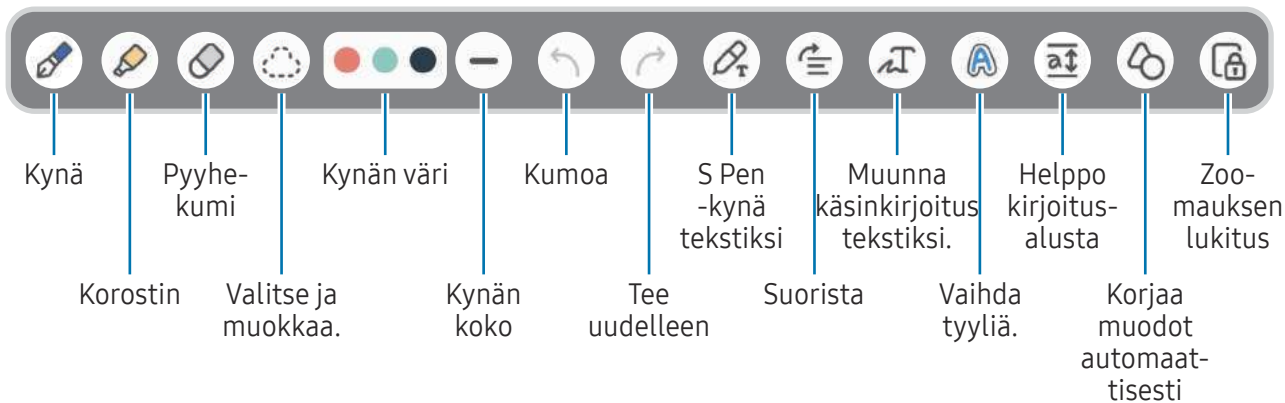 Kynä
Pyyhe-
kumi
Kynän väri
Kumoa
S Pen
-kynä
tekstiksi
Muunna
käsinkirjoitus
tekstiksi.
Helppo
kirjoitus-
alusta
Zoo-
mauksen
lukitus
Korostin
Valitse ja
muokkaa.
Kynän
koko
Tee
uudelleen
Suorista
Vaihda
tyyliä.
Korjaa
muodot
automaat-
tisesti